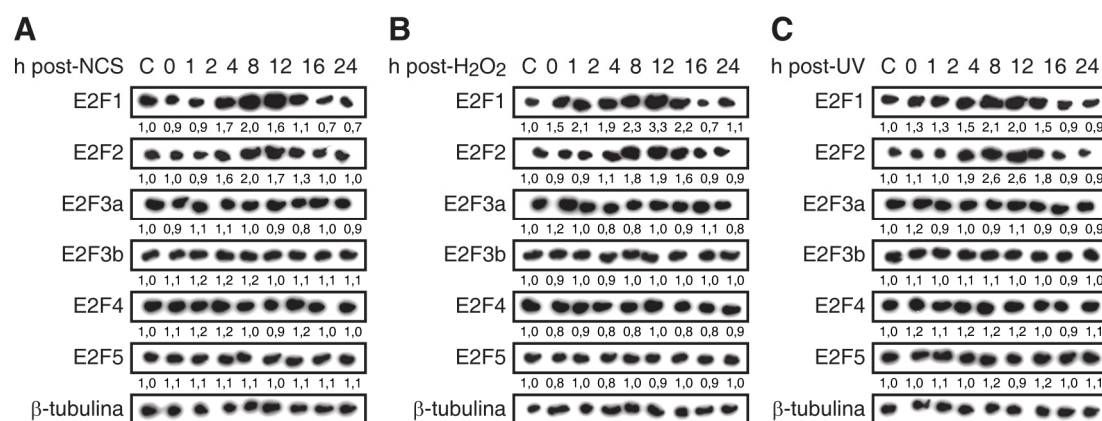 A
h post-NCS C 0 1 2 4 8 12 16 24
E2F1
1,0 0,9 0,9 1,7 2,0 1,6 1,1 0,7 0,7
E2F2
1,0 1,0 0,9 1,6 2,0 1,7 1,3 1,0 1,0
E2F3a
1,0 0,9 1,1 1,1 1,0 1,0 0,8 1,0 0,9
E2F3b
1,0 1,1 1,2 1,2 1,1 1,0 1,1 1,1 1,1
E2F4
1,0 1,1 1,2 1,2 1,0 0,9 1,2 1,0 1,0
E2F5
1,0 1,1 1,1 1,1 1,1 1,0 1,1 1,1 1,1
β-tubulina
B
h post-H₂O₂ C 0 1 2 4 8 12 16 24
E2F1
1,0 1,5 2,1 1,9 2,3 3,3 2,2 0,7 1,1
E2F2
1,0 0,9 0,9 1,1 1,8 1,9 1,6 0,9 0,9
E2F3a
1,0 1,2 1,0 0,8 0,8 1,0 0,9 1,1 0,8
E2F3b
1,0 0,9 1,0 0,9 1,0 1,0 1,0 1,0 1,0
E2F4
1,0 0,8 0,9 0,8 0,8 1,0 0,8 0,8 0,9
E2F5
1,0 0,8 1,0 0,8 1,0 0,9 1,0 0,9 1,0
β-tubulina
C
h post-UV C 0 1 2 4 8 12 16 24
E2F1
1,0 1,3 1,3 1,5 2,1 2,0 1,5 0,9 0,9
E2F2
1,0 1,1 1,0 1,9 2,6 2,6 1,8 0,9 0,9
E2F3a
1,0 1,2 0,9 1,0 0,9 1,1 0,9 0,9 0,9
E2F3b
1,0 0,9 1,1 1,0 1,0 1,0 0,9 0,9 1,0
E2F4
1,0 1,2 1,1 1,2 1,2 1,2 1,0 0,9 1,1
E2F5
1,0 1,0 1,1 1,0 1,2 0,9 1,2 1,0 1,1
β-tubulina